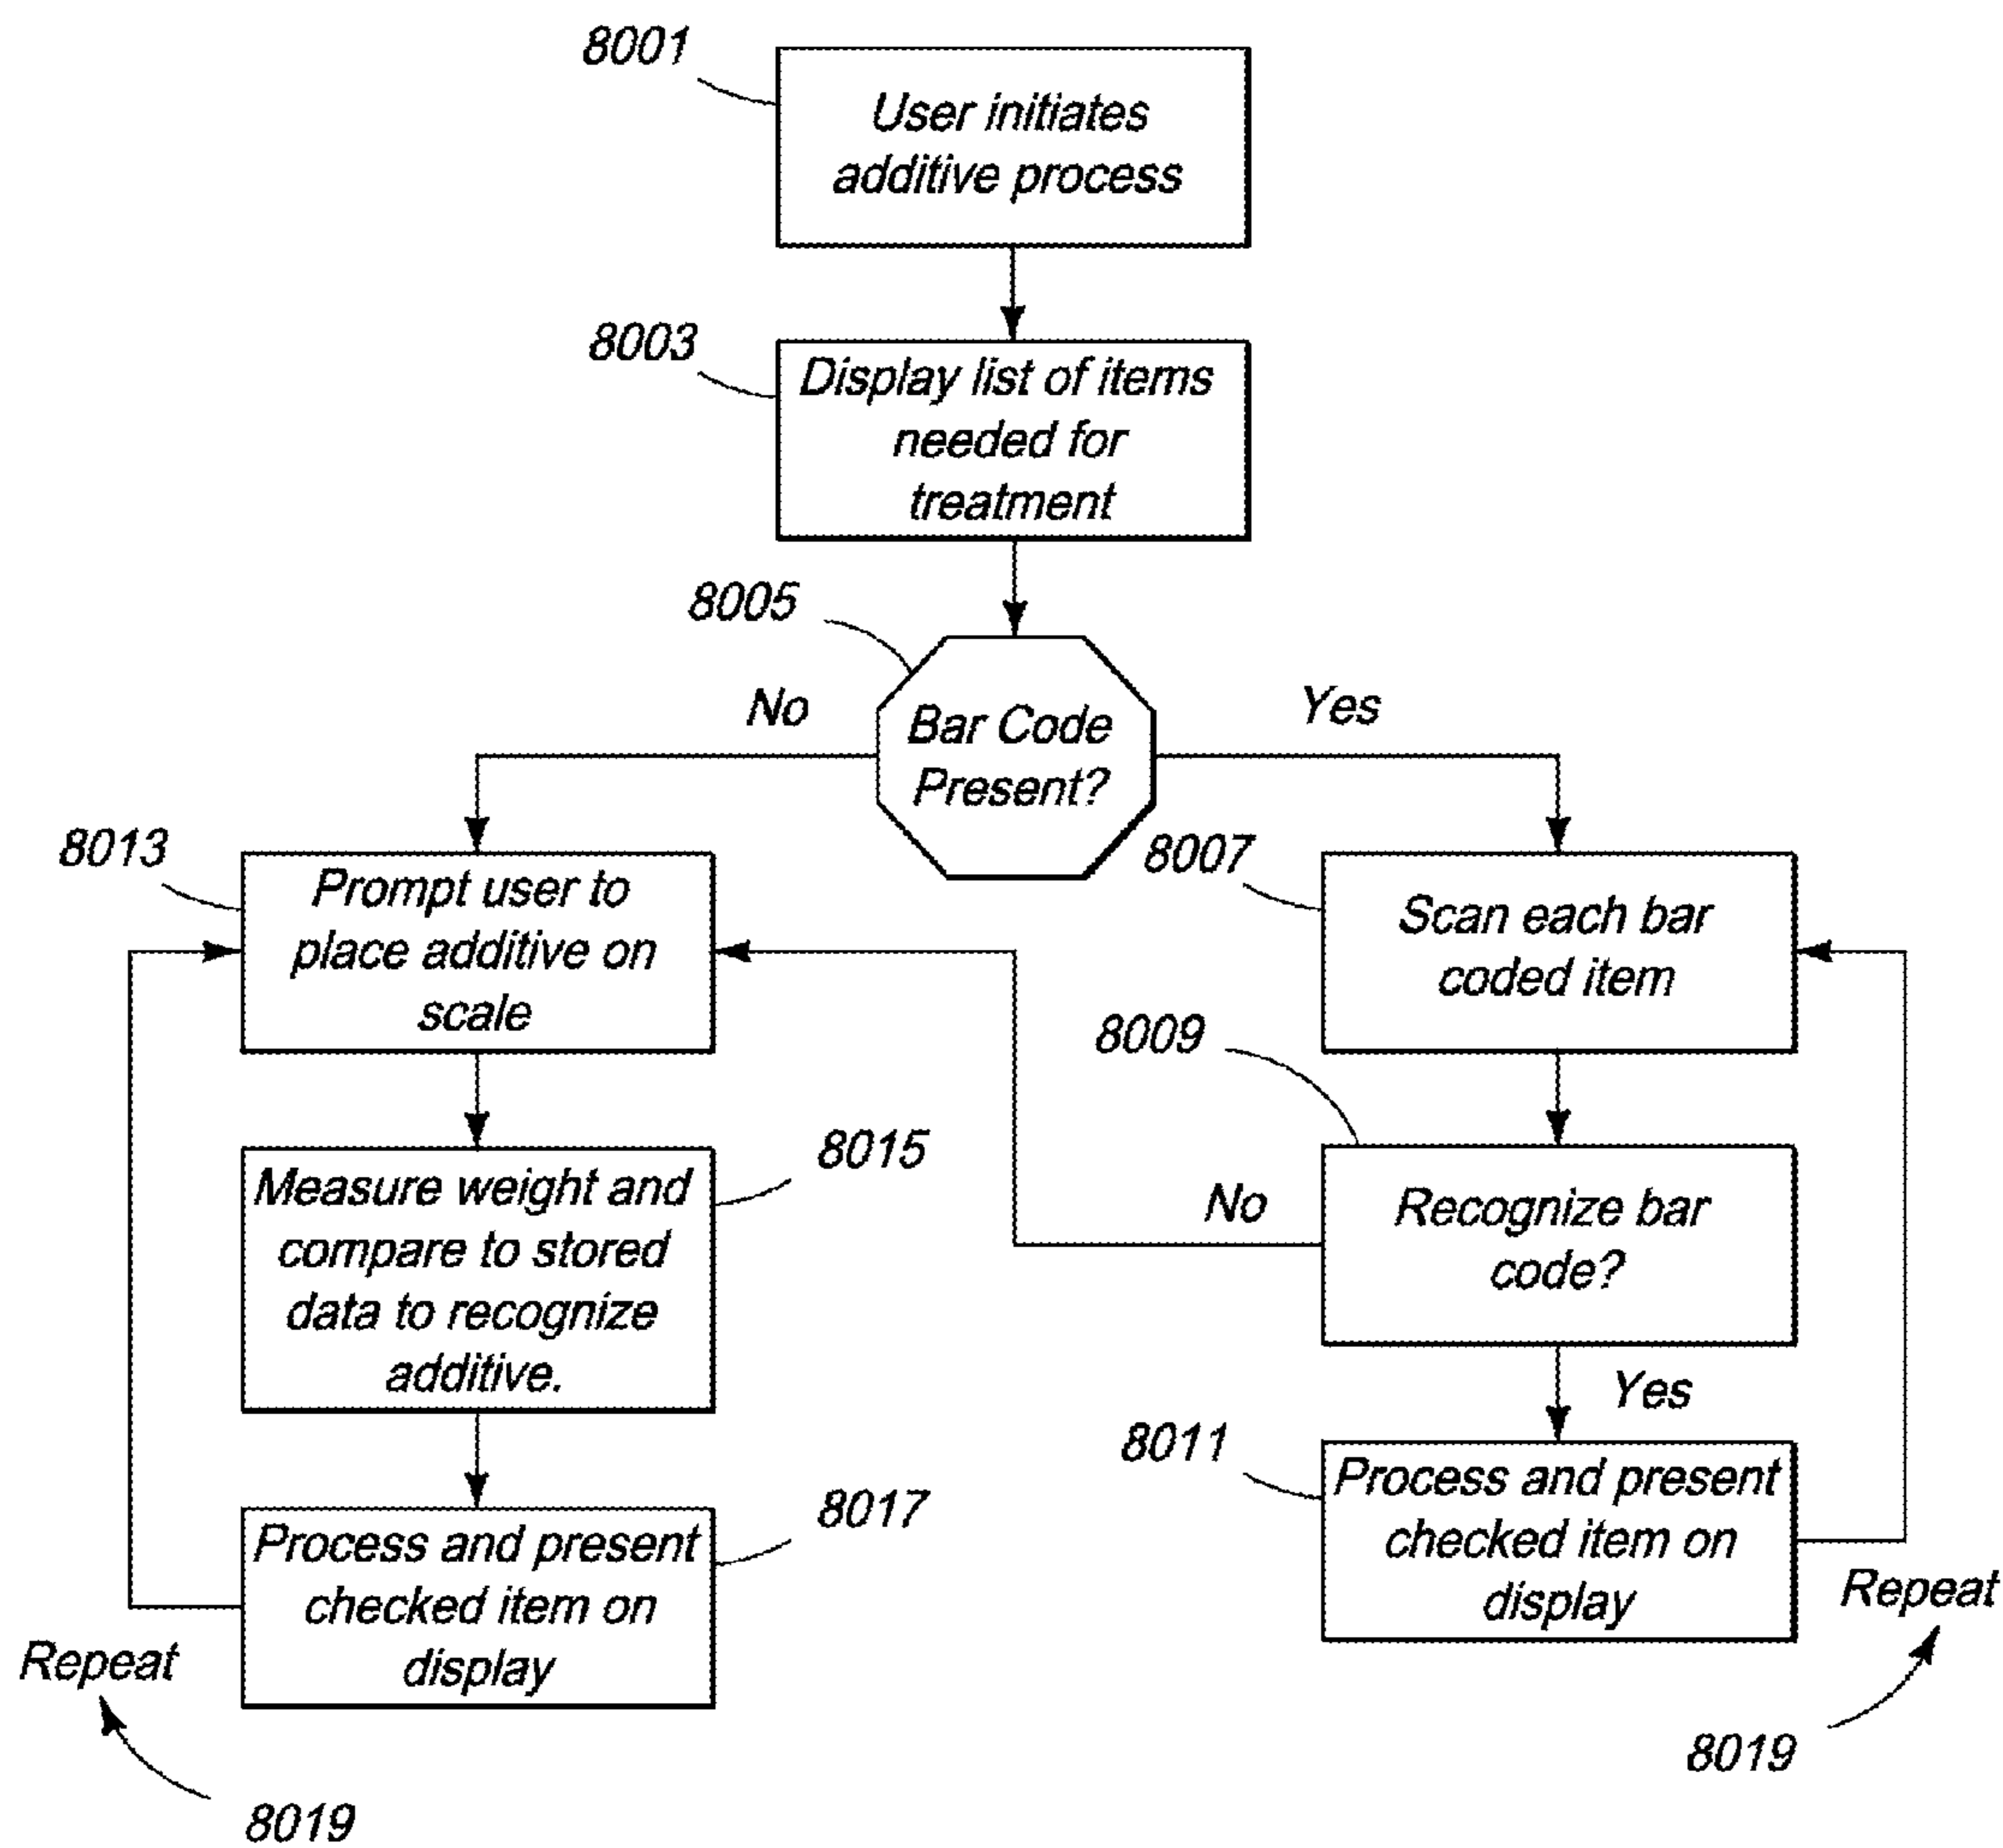 8001
User initiates
additive process
8003
Display list of items
needed for
treatment
8005
Bar Code
Present?
No
Yes
8013
Prompt user to
place additive on
scale
8007
Scan each bar
coded item
8009
Recognize bar
code?
No
Yes
8015
Measure weight and
compare to stored
data to recognize
additive.
8011
Process and present
checked item on
display
Repeat
8019
8017
Process and present
checked item on
display
Repeat
8019